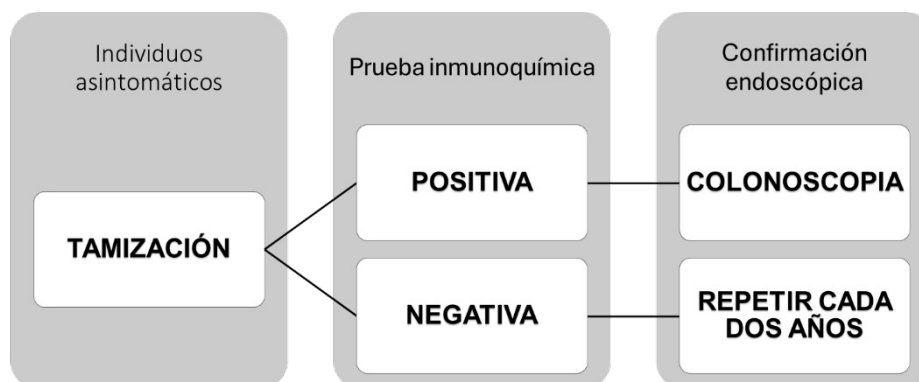 Individuos
asintomáticos
TAMIZACIÓN
Prueba inmunoquímica
POSITIVA
NEGATIVA
Confirmación
endoscópica
COLONOSCOPIA
REPETIR CADA
DOS AÑOS